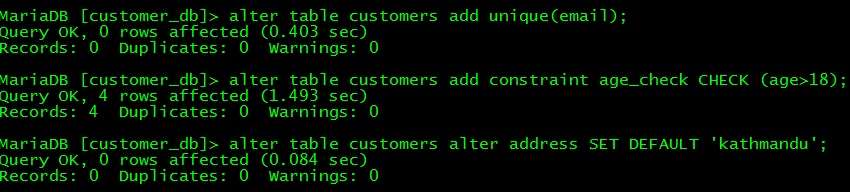 MariaDB [customer_db]> alter table customers add unique(email);
Query OK, 0 rows affected (0.403 sec)
Records: 0  Duplicates: 0  Warnings: 0
MariaDB [customer_db]> alter table customers add constraint age_check CHECK (age>18);
Query OK, 4 rows affected (1.493 sec)
Records: 4  Duplicates: 0  Warnings: 0
MariaDB [customer_db]> alter table customers alter address SET DEFAULT 'kathmandu';
Query OK, 0 rows affected (0.084 sec)
Records: 0  Duplicates: 0  Warnings: 0